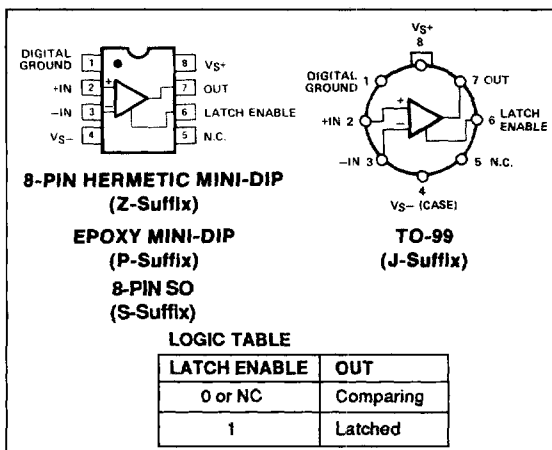 DIGITAL
GROUND
1
+IN 2
−IN 3
VS− 4
8 VS+
7 OUT
6 LATCH ENABLE
5 N.C.
+
−
8-PIN HERMETIC MINI-DIP
(Z-Suffix)
EPOXY MINI-DIP
(P-Suffix)
8-PIN SO
(S-Suffix)
VS+
8
DIGITAL
GROUND
1
7 OUT
+IN 2
+
−
6 LATCH
ENABLE
−IN 3
5 N.C.
4
VS− (CASE)
TO-99
(J-Suffix)
LOGIC TABLE
LATCH ENABLE OUT
0 or NC Comparing
1 Latched